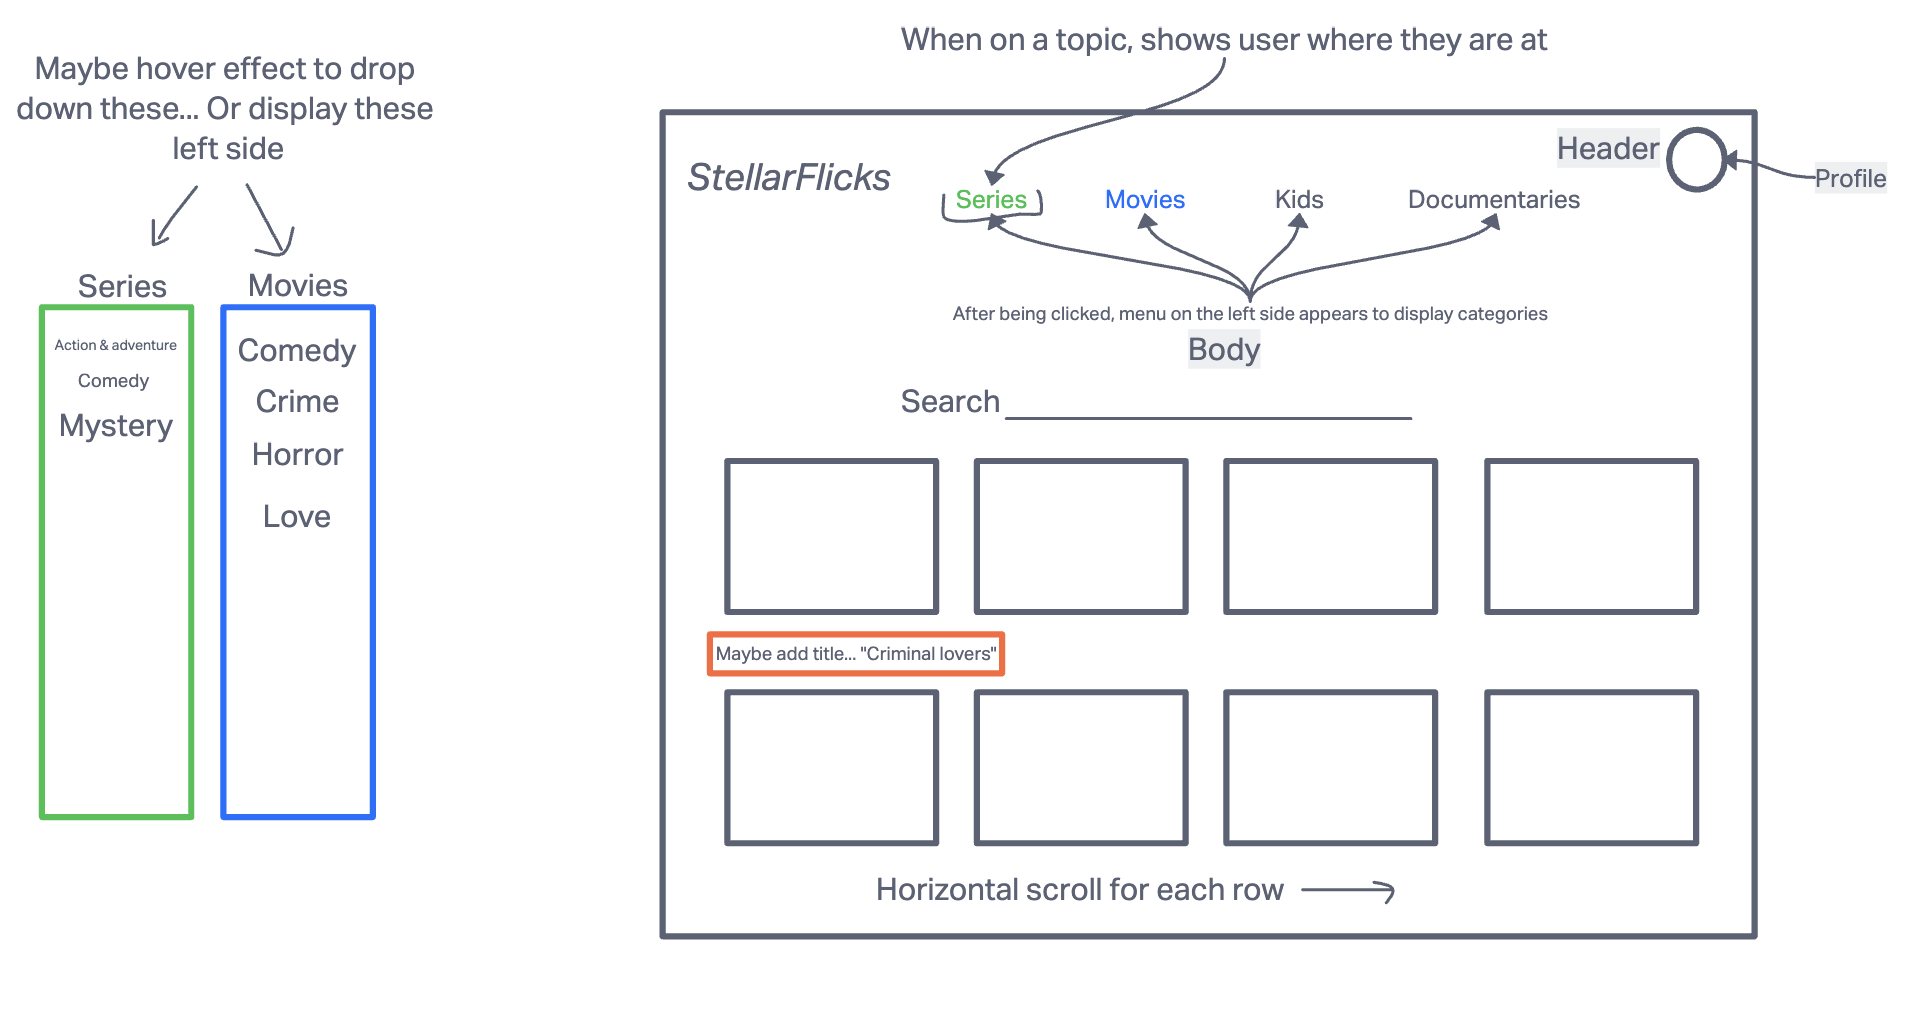 Maybe hover effect to drop
down these... Or display these
left side
Series
Action & adventure
Comedy
Mystery
Movies
Comedy
Crime
Horror
Love
When on a topic, shows user where they are at
StellarFlicks
Header
Profile
Series
Movies
Kids
Documentaries
After being clicked, menu on the left side appears to display categories
Body
Search
Maybe add title... "Criminal lovers"
Horizontal scroll for each row